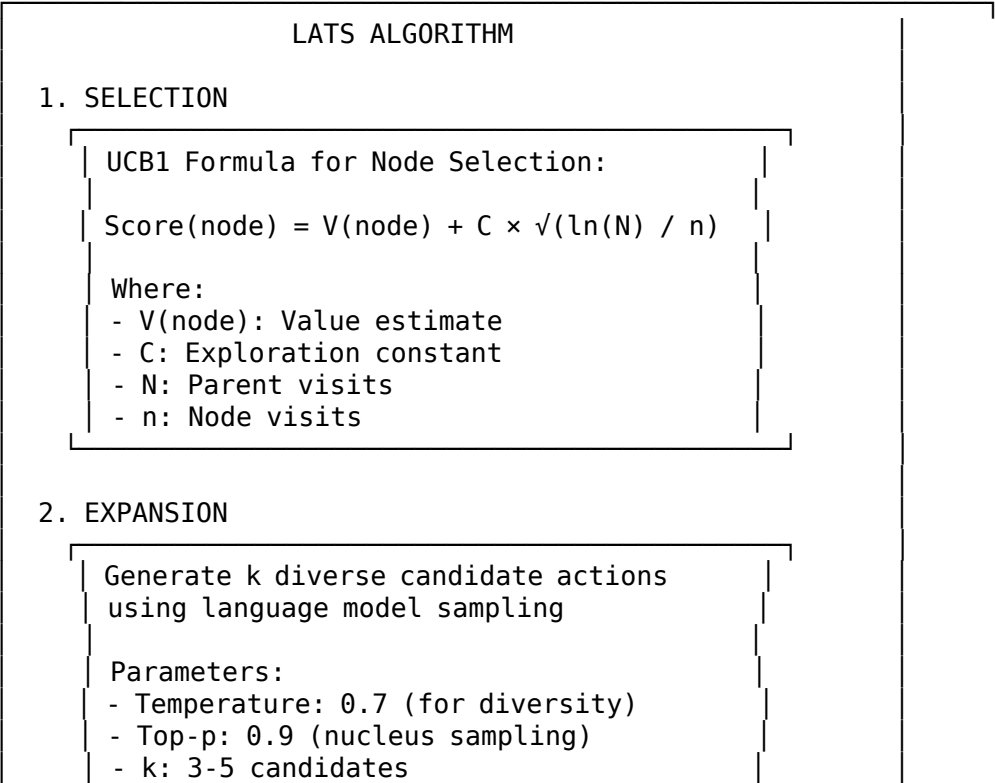 LATS ALGORITHM
1. SELECTION
UCB1 Formula for Node Selection:
Score(node) = V(node) + C × √(ln(N) / n)
Where:
- V(node): Value estimate
- C: Exploration constant
- N: Parent visits
- n: Node visits
2. EXPANSION
Generate k diverse candidate actions
using language model sampling
Parameters:
- Temperature: 0.7 (for diversity)
- Top-p: 0.9 (nucleus sampling)
- k: 3-5 candidates